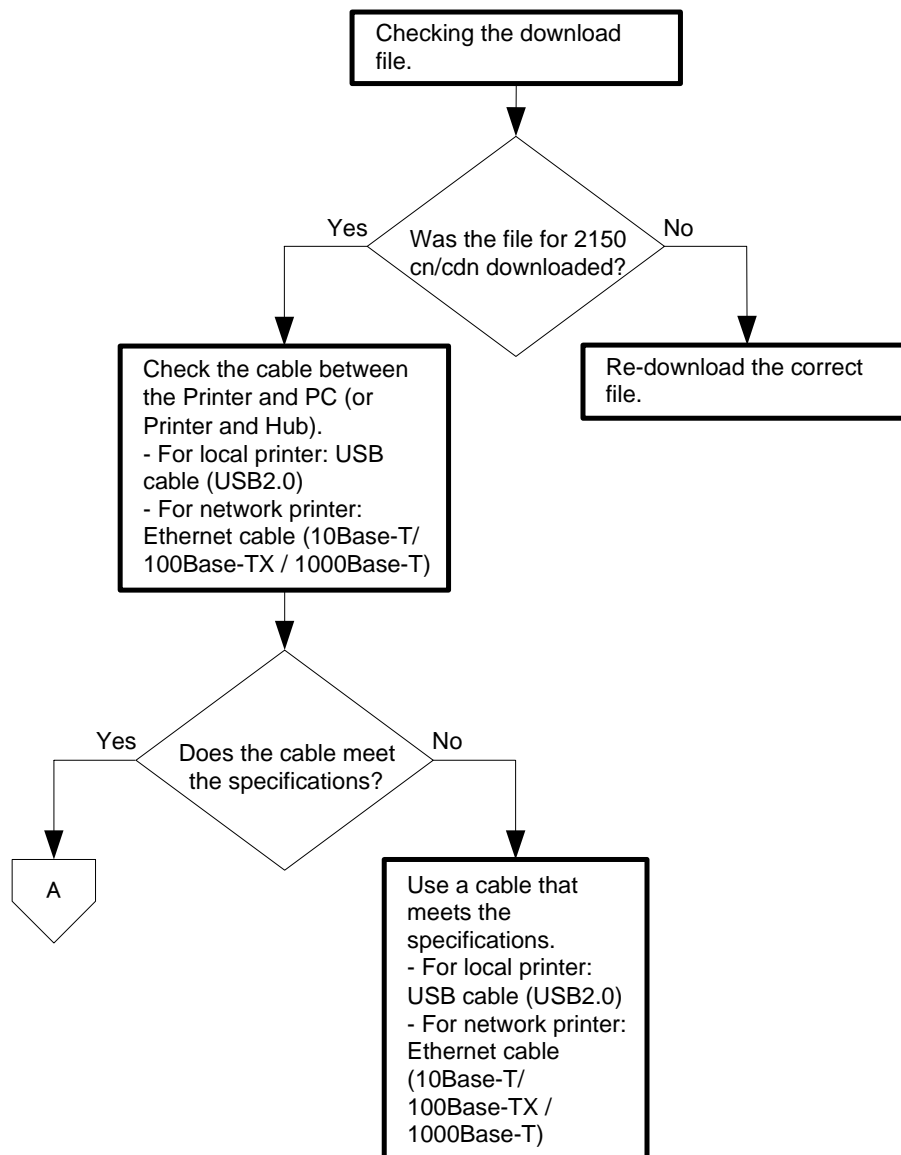 Checking the download
file.
Yes
No
Was the file for 2150
cn/cdn downloaded?
Check the cable between
the Printer and PC (or
Printer and Hub).
- For local printer: USB
cable (USB2.0)
- For network printer:
Ethernet cable (10Base-T/
100Base-TX / 1000Base-T)
Re-download the correct
file.
Yes
No
Does the cable meet
the specifications?
A
Use a cable that
meets the
specifications.
- For local printer:
USB cable (USB2.0)
- For network printer:
Ethernet cable
(10Base-T/
100Base-TX /
1000Base-T)